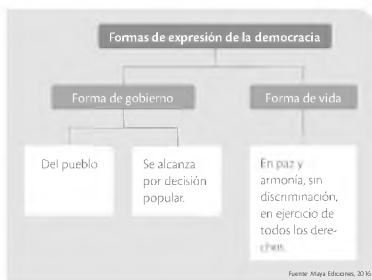 Formas de expresión de la democracia
Forma de gobierno
Forma de vida
Del pueblo
Se alcanza
por decisión
popular.
En paz y
armonía, sin
discriminación,
en ejercicio de
todos los dere-
chos.
Fuente: Maya Ediciones, 2016